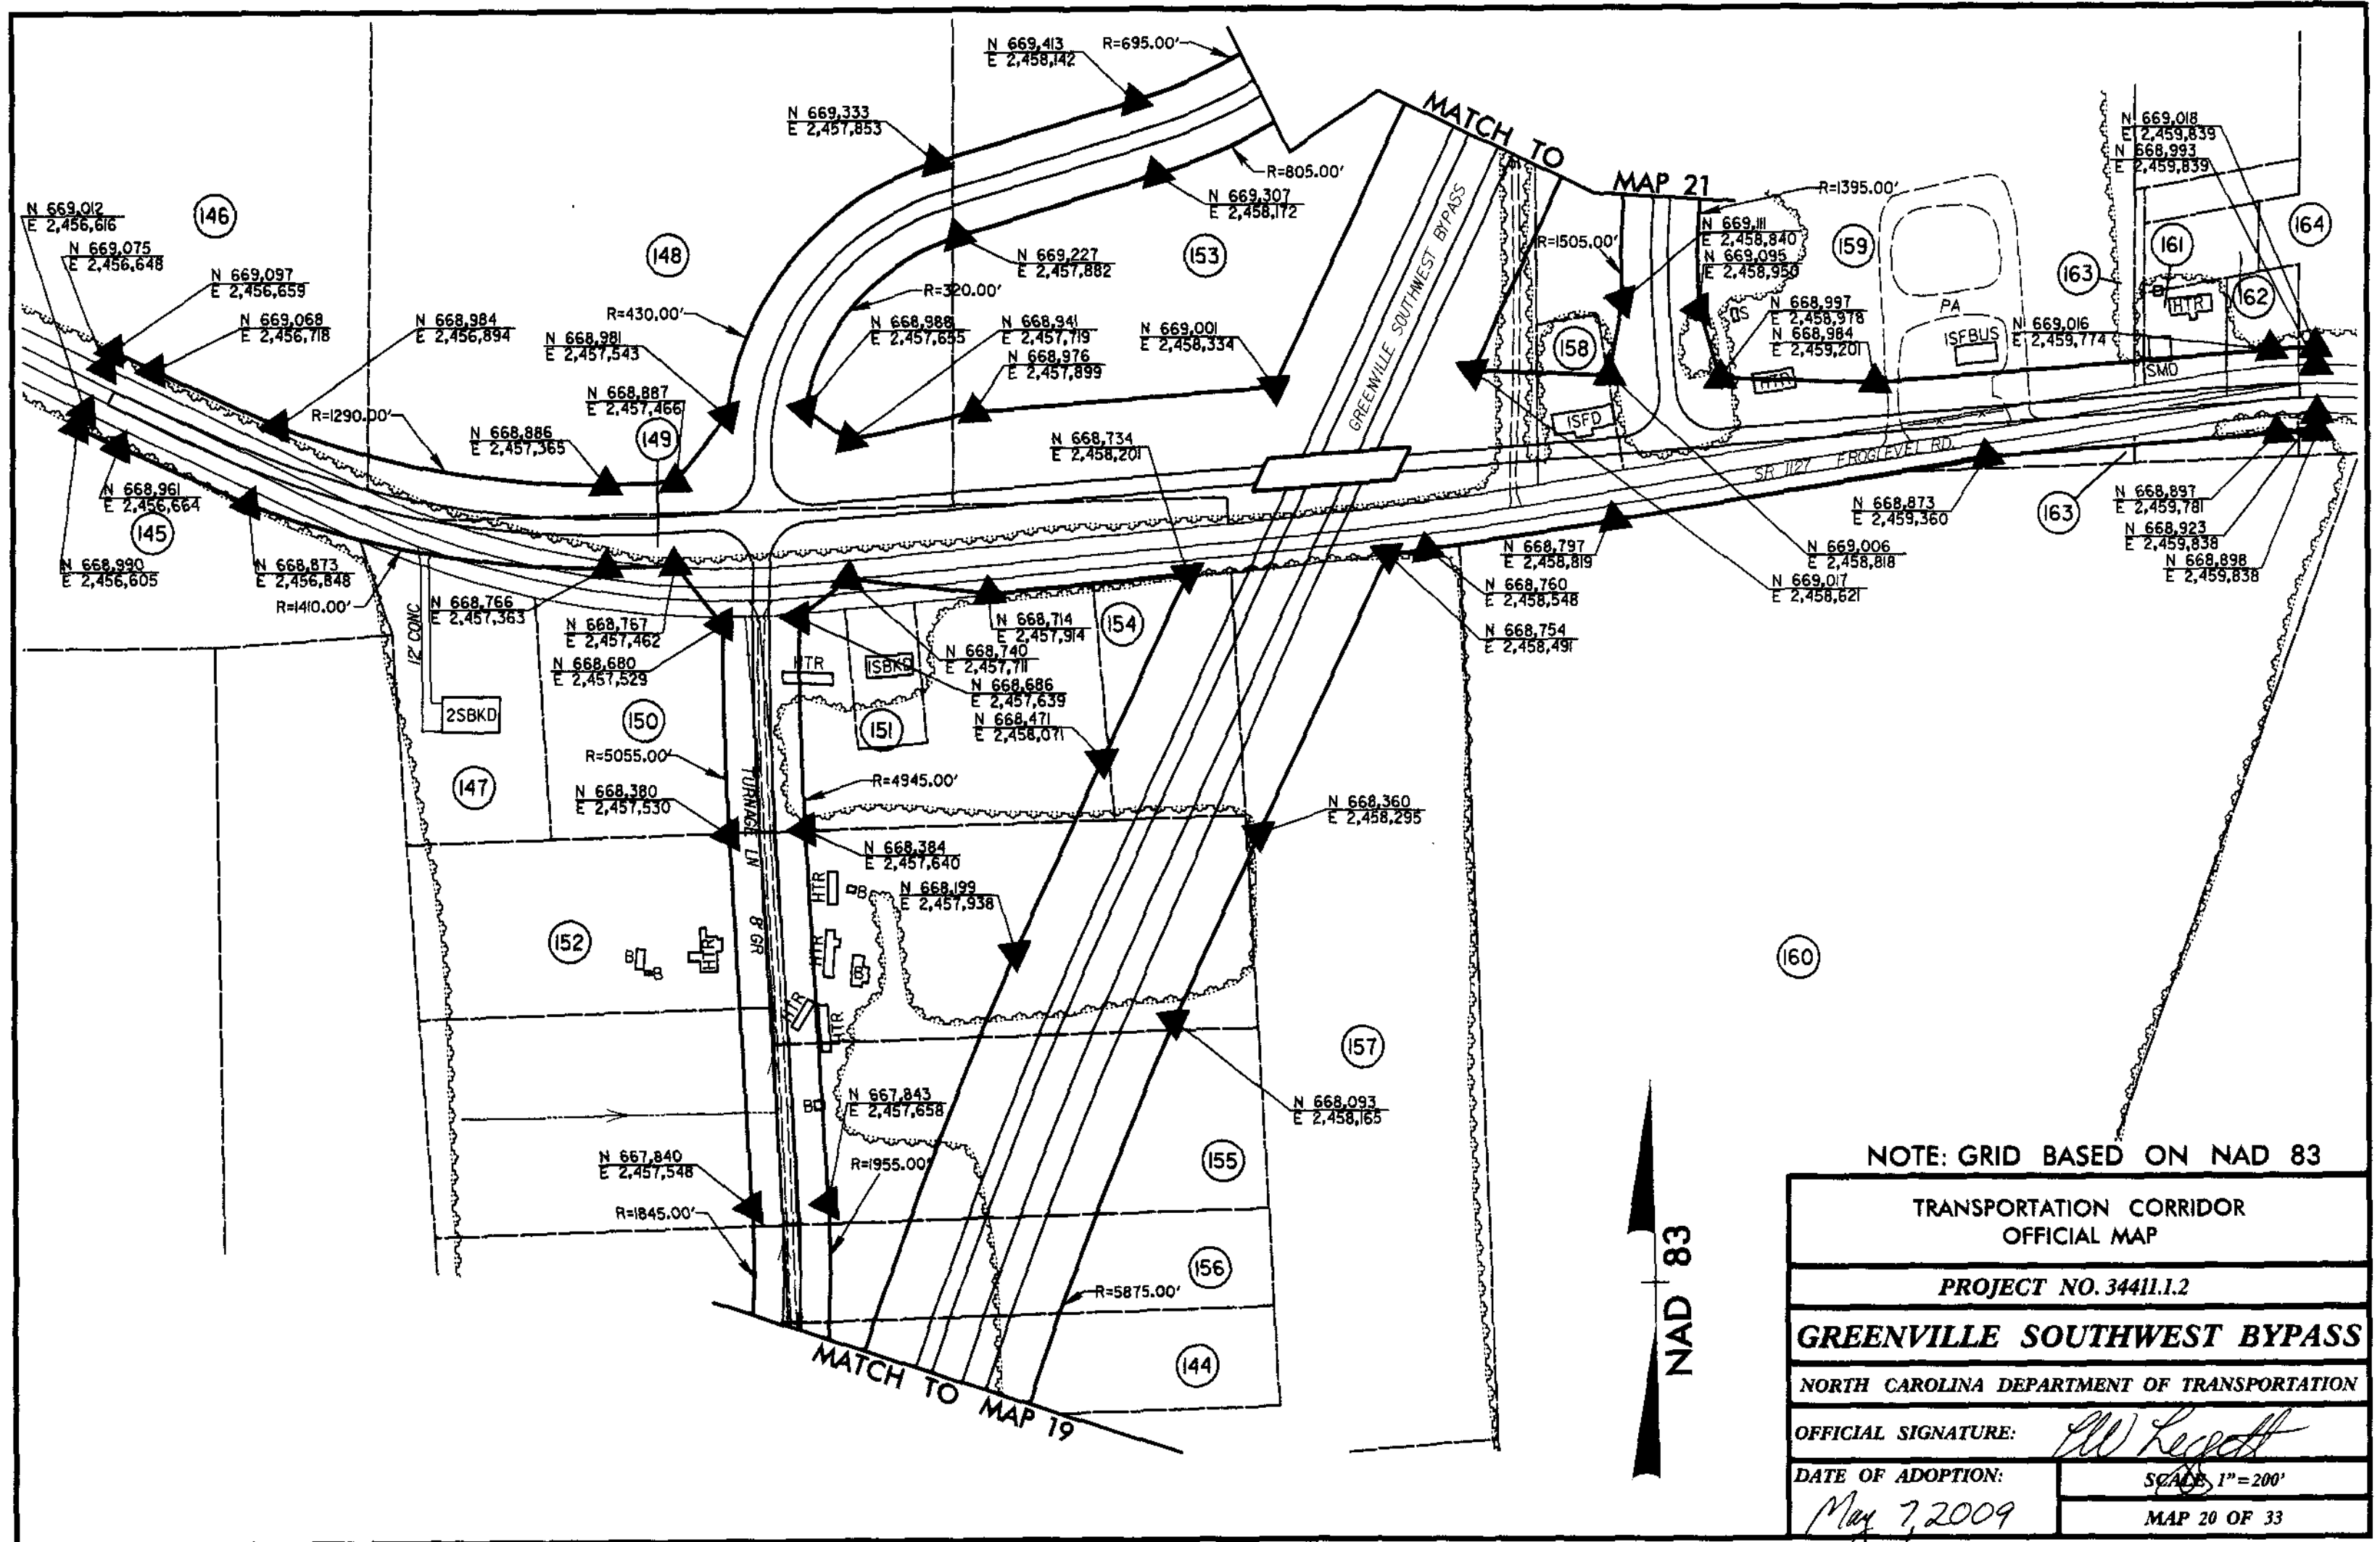 N 669,413
E 2,458,142
R=695.00'
N 669,333
E 2,457,853
MATCH TO
MAP 21
R=805.00'
N 669,307
E 2,458,172
N 669,018
E 2,459,839
N 668,993
E 2,459,839
R=1395.00'
N 669,012
E 2,456,616
146
N 669,075
E 2,456,648
N 669,097
E 2,456,659
N 669,068
E 2,456,718
148
153
N 669,227
E 2,457,882
R=320.00'
R=430.00'
GREENVILLE SOUTHWEST BYPASS
R=1505.00'
N 669,111
E 2,458,840
N 669,095
E 2,458,950
159
163
161
162
164
HTR
PA
S
ISFBUS
N 669,016
E 2,459,774
SMD
N 668,984
E 2,456,894
N 668,981
E 2,457,543
N 668,988
E 2,457,655
N 668,941
E 2,457,719
N 668,976
E 2,457,899
N 669,001
E 2,458,334
158
ISFD
N 668,997
E 2,458,978
N 668,984
E 2,459,201
HTR
R=1290.00'
N 668,887
E 2,457,466
149
N 668,886
E 2,457,365
N 668,734
E 2,458,201
SR 1127 FROGLEVEL RD.
N 668,961
E 2,456,664
145
N 668,990
E 2,456,605
N 668,873
E 2,456,848
R=1410.00'
N 668,766
E 2,457,363
N 668,767
E 2,457,462
N 668,680
E 2,457,529
12' CONC
2SBKD
147
150
HTR
ISBKD
151
N 668,714
E 2,457,914
N 668,740
E 2,457,711
N 668,686
E 2,457,639
N 668,471
E 2,458,071
154
N 668,797
E 2,458,819
N 668,760
E 2,458,548
N 668,754
E 2,458,491
N 669,006
E 2,458,818
N 669,017
E 2,458,621
N 668,873
E 2,459,360
163
N 668,897
E 2,459,781
N 668,923
E 2,459,838
N 668,898
E 2,459,838
R=5055.00'
R=4945.00'
TURNAGE LN
8' GR
N 668,380
E 2,457,530
N 668,384
E 2,457,640
N 668,360
E 2,458,295
N 668,199
E 2,457,938
HTR
B
152
B
B
HTR
HTR
B
HTR
HTR
160
157
B
N 667,843
E 2,457,658
N 668,093
E 2,458,165
N 667,840
E 2,457,548
R=1955.00'
R=1845.00'
155
156
R=5875.00'
144
MATCH TO MAP 19
NAD 83
NOTE: GRID BASED ON NAD 83
TRANSPORTATION CORRIDOR
OFFICIAL MAP
PROJECT NO. 34411.1.2
GREENVILLE SOUTHWEST BYPASS
NORTH CAROLINA DEPARTMENT OF TRANSPORTATION
OFFICIAL SIGNATURE:
DATE OF ADOPTION:
May 7, 2009
SCALE 1"=200'
MAP 20 OF 33